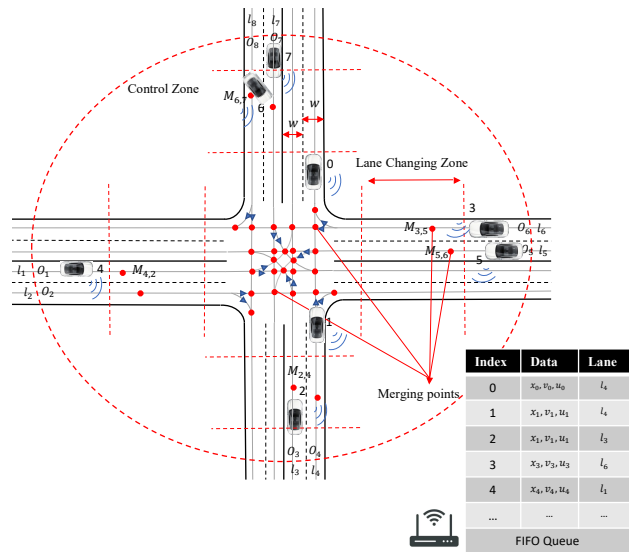 l₈ l₇
O₈ O₇
7
Control Zone
M₆,₇
6
w
w
0
Lane Changing Zone
3
M₃,₅
O₆ l₆
M₅,₆
O₅ l₅
5
l₁ O₁ 4
M₄,₂
l₂ O₂
1
M₂,₄
2
Merging points
O₃ O₄
l₃ l₄
Index Data Lane
0 x₀, v₀, u₀ l₄
1 x₁, v₁, u₁ l₄
2 x₁, v₁, u₁ l₃
3 x₃, v₃, u₃ l₆
4 x₄, v₄, u₄ l₁
... ... ...
FIFO Queue